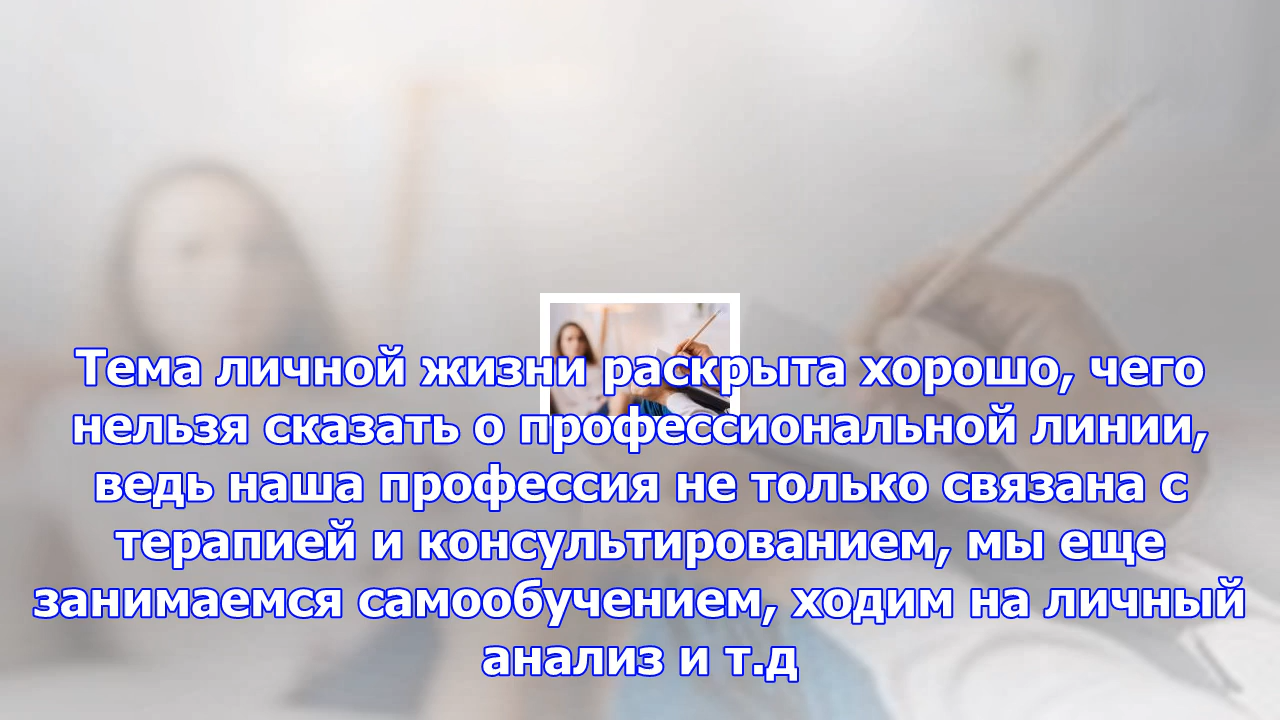 Тема личной жизни раскрыта хорошо, чего
нельзя сказать о профессиональной линии,
ведь наша профессия не только связана с
терапией и консультированием, мы еще
занимаемся самообучением, ходим на личный
анализ и т.д